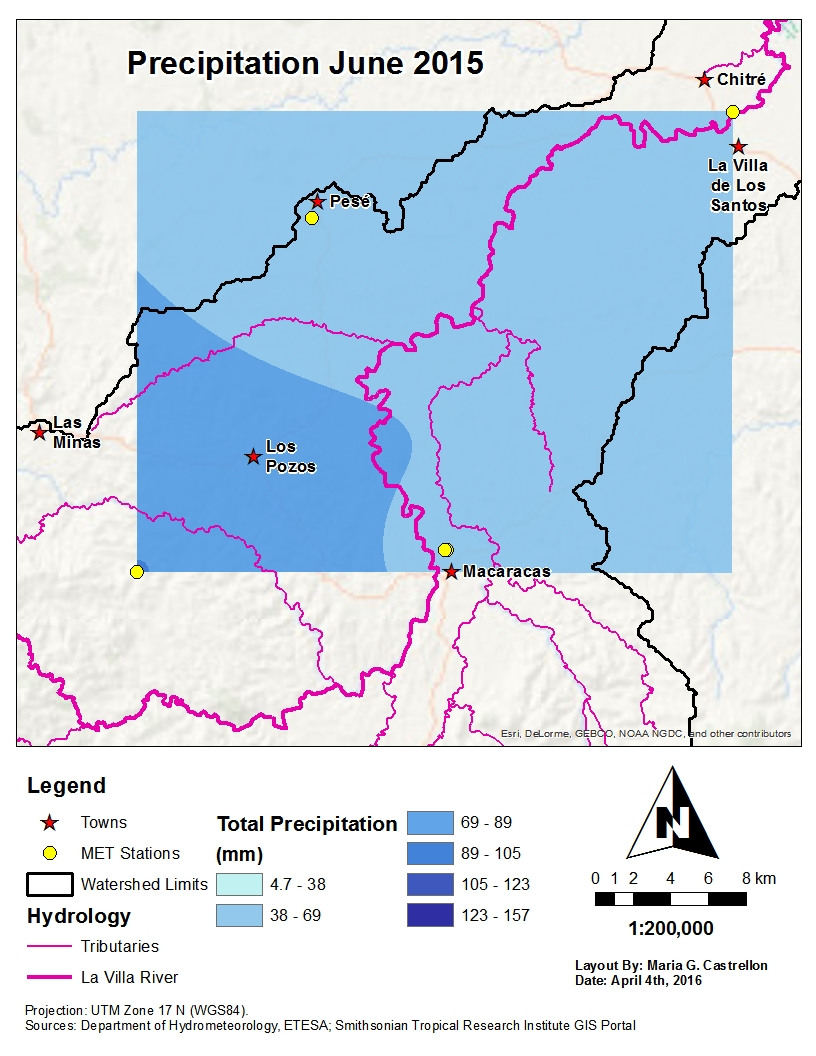 Precipitation June 2015
Chitré
La Villa
de Los
Santos
Pesé
Las
Minas
Los
Pozos
Macaracas
Esri, DeLorme, GEBCO, NOAA NGDC, and other contributors
Legend
Towns
MET Stations
Watershed Limits
Hydrology
Tributaries
La Villa River
Total Precipitation
(mm)
4.7 - 38
38 - 69
69 - 89
89 - 105
105 - 123
123 - 157
N
0 1 2 4 6 8 km
1:200,000
Layout By: Maria G. Castrellon
Date: April 4th, 2016
Projection: UTM Zone 17 N (WGS84).
Sources: Department of Hydrometeorology, ETESA; Smithsonian Tropical Research Institute GIS Portal